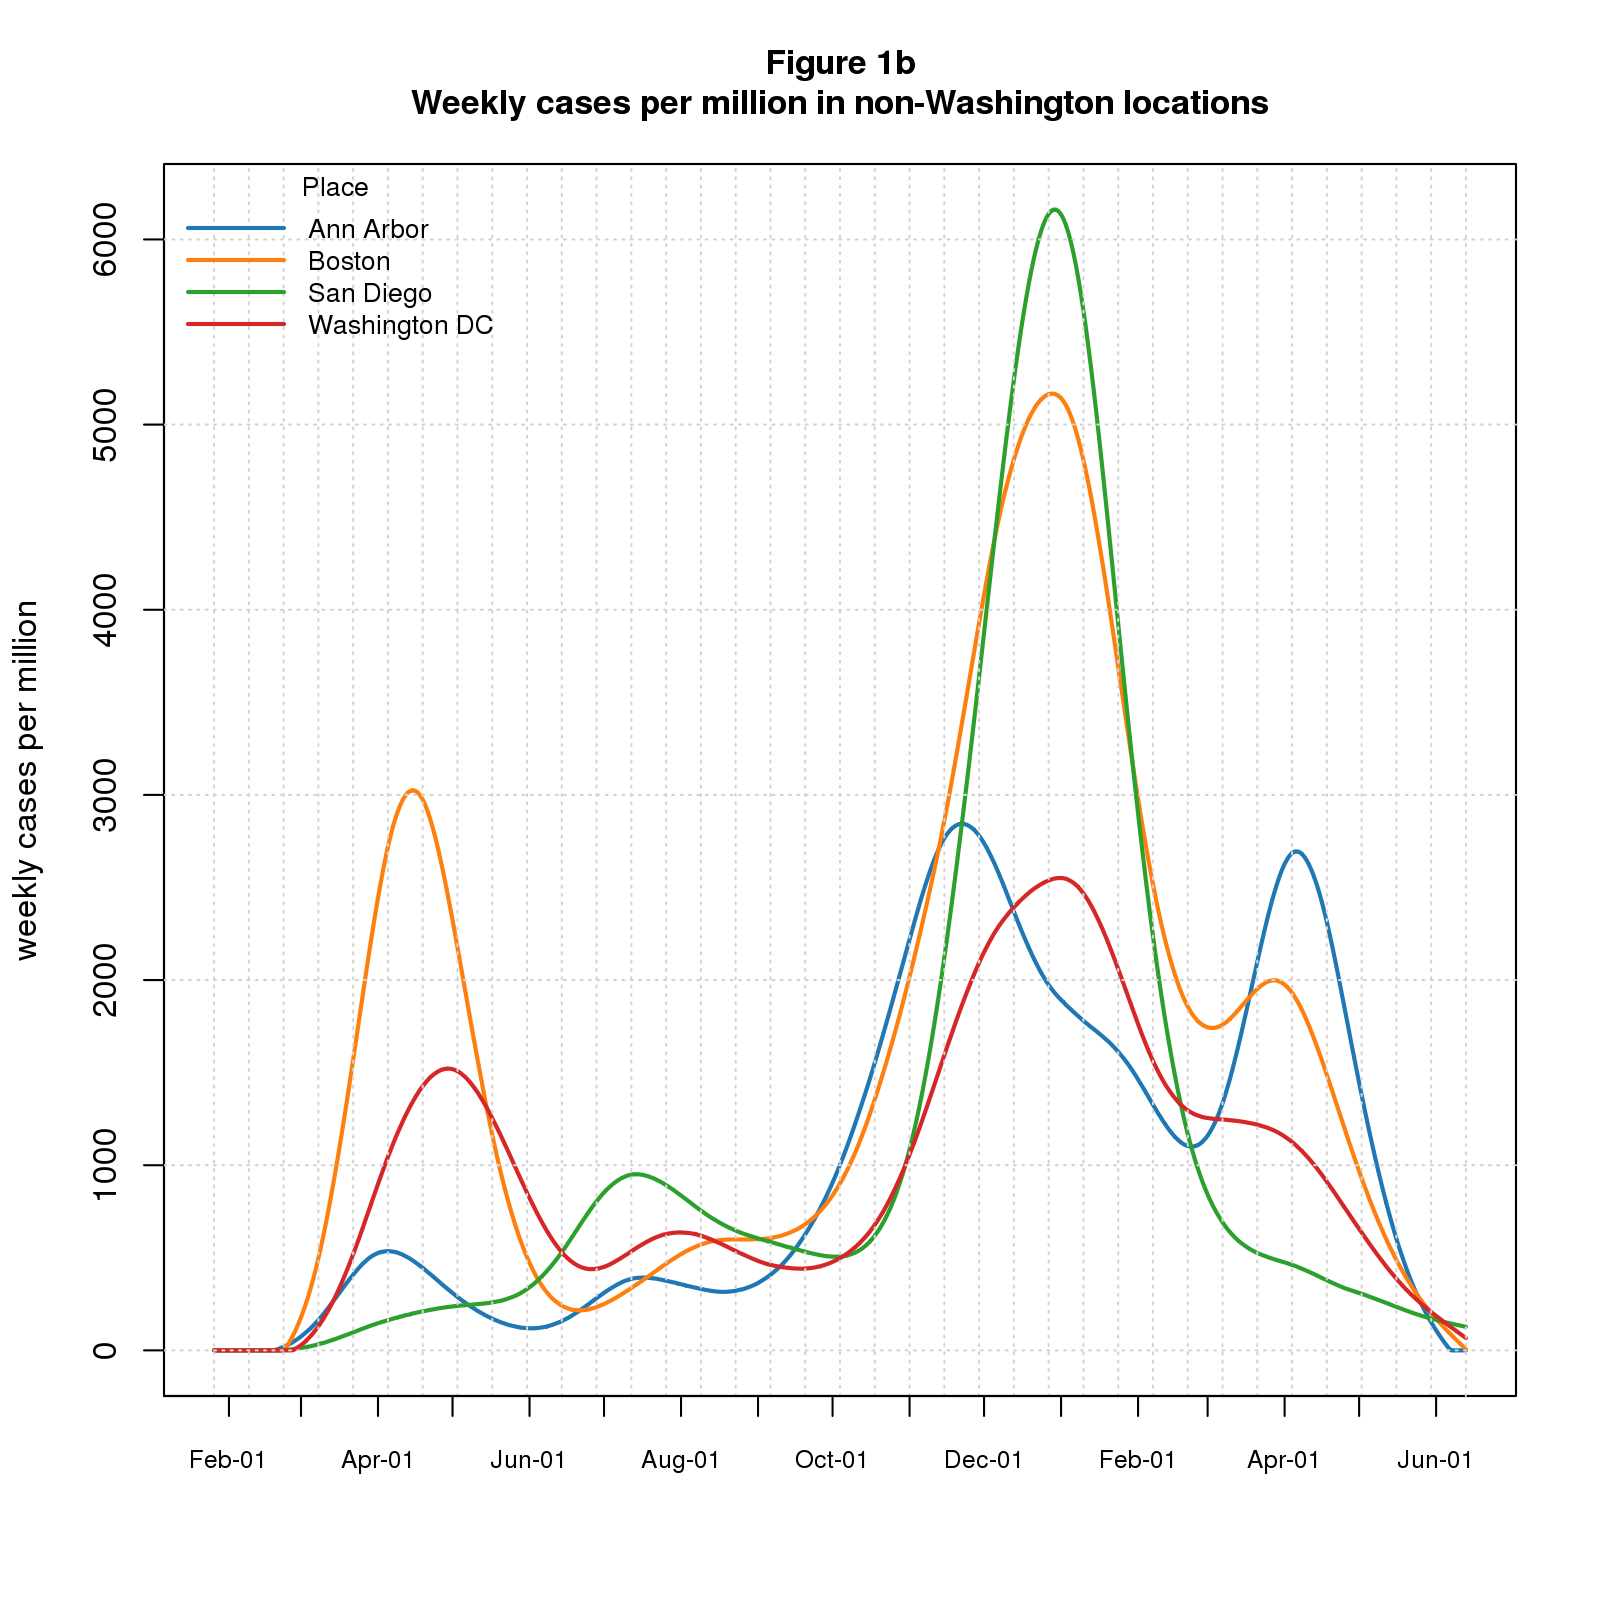 Figure 1b
Weekly cases per million in non-Washington locations
Place
Ann Arbor
Boston
San Diego
Washington DC
weekly cases per million
6000
5000
4000
3000
2000
1000
0
Feb-01 Apr-01 Jun-01 Aug-01 Oct-01 Dec-01 Feb-01 Apr-01 Jun-01